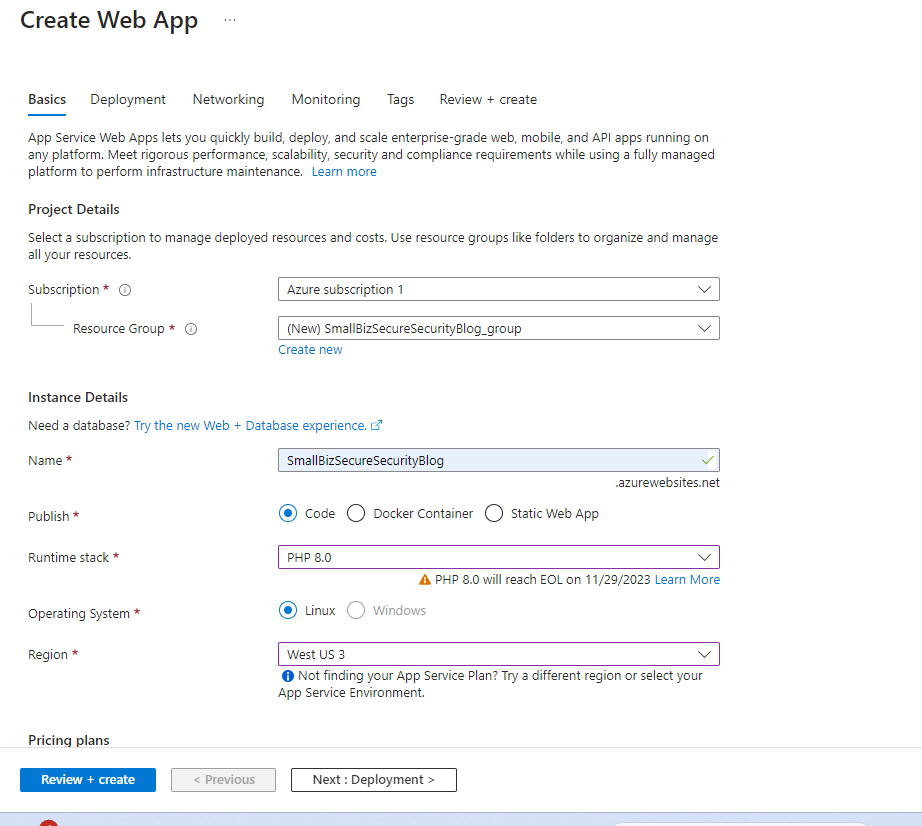 Create Web App ...
Basics Deployment Networking Monitoring Tags Review + create
App Service Web Apps lets you quickly build, deploy, and scale enterprise-grade web, mobile, and API apps running on
any platform. Meet rigorous performance, scalability, security and compliance requirements while using a fully managed
platform to perform infrastructure maintenance. Learn more
Project Details
Select a subscription to manage deployed resources and costs. Use resource groups like folders to organize and manage
all your resources.
Subscription * Azure subscription 1
Resource Group * (New) SmallBizSecureSecurityBlog_group
Create new
Instance Details
Need a database? Try the new Web + Database experience.
Name * SmallBizSecureSecurityBlog
.azurewebsites.net
Publish * Code Docker Container Static Web App
Runtime stack * PHP 8.0
PHP 8.0 will reach EOL on 11/29/2023 Learn More
Operating System * Linux Windows
Region * West US 3
Not finding your App Service Plan? Try a different region or select your
App Service Environment.
Pricing plans
Review + create < Previous Next : Deployment >